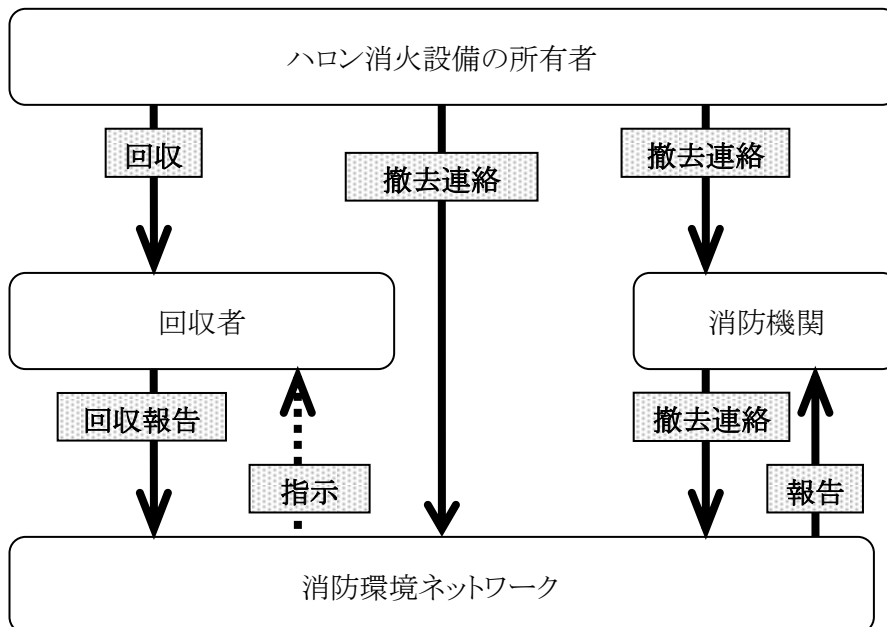 ハロン消火設備の所有者
回収
撤去連絡
撤去連絡
回収者
消防機関
回収報告
撤去連絡
指示
報告
消防環境ネットワーク